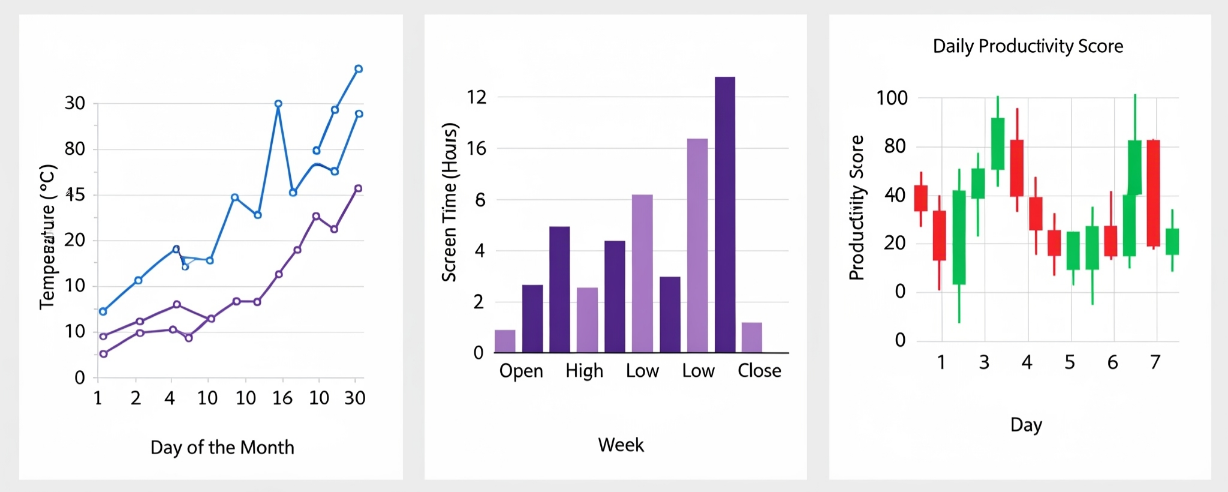 30
80
45
20
10
10
0
Temperature (°C)
1 2 4 10 10 16 10 30
Day of the Month
12
16
6
4
2
0
Screen Time (Hours)
Open High Low Low Close
Week
Daily Productivity Score
100
80
40
20
0
0
Productivity Score
1 3 4 5 6 7
Day